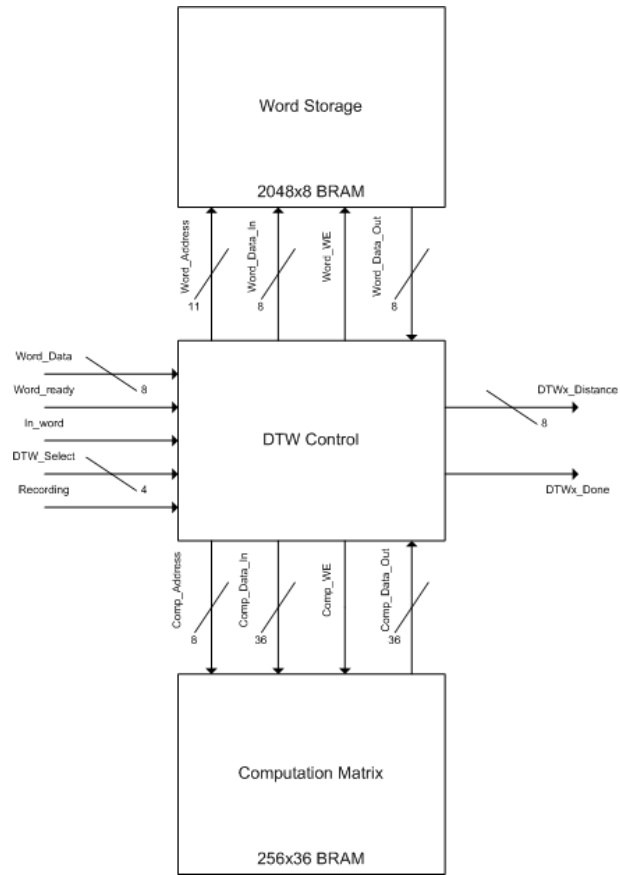 Word Storage
2048x8 BRAM
Word_Address
11
Word_Data_In
8
Word_WE
Word_Data_Out
8
Word_Data
8
Word_ready
In_word
DTW_Select
4
Recording
DTW Control
DTWx_Distance
8
DTWx_Done
Comp_Address
8
Comp_Data_In
36
Comp_WE
Comp_Data_Out
36
Computation Matrix
256x36 BRAM